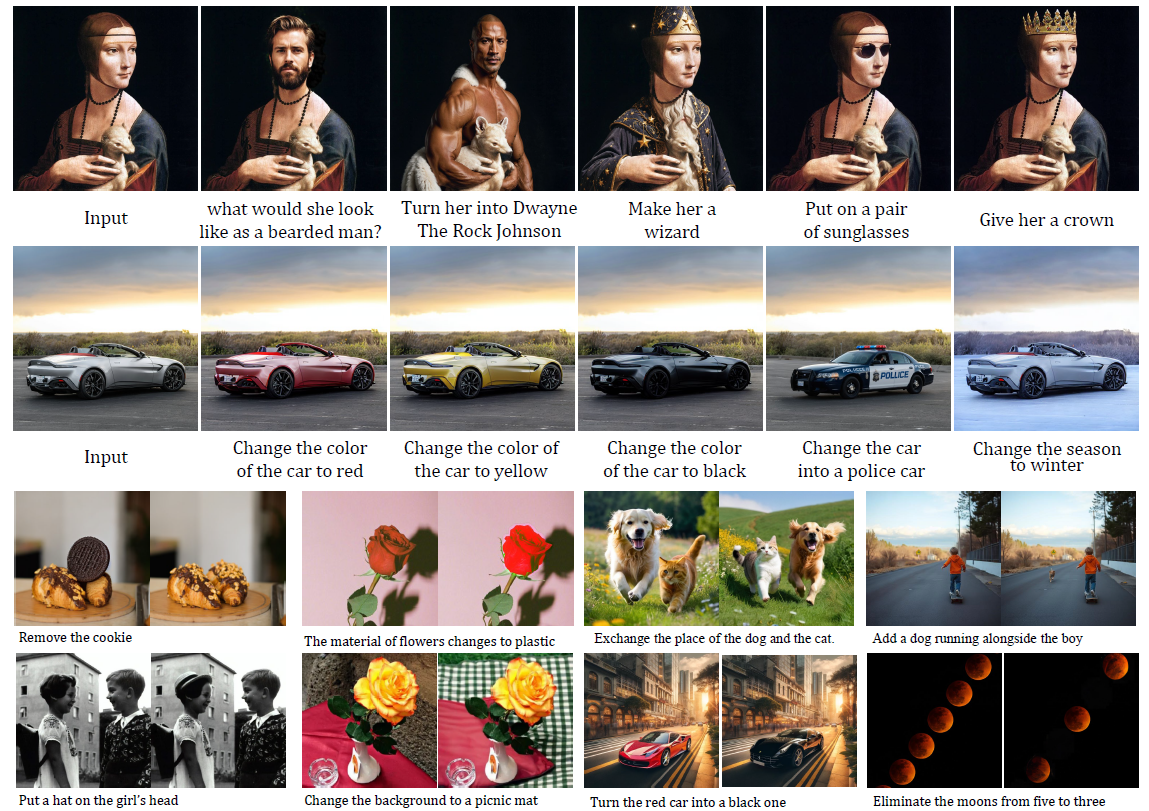 Input
what would she look
like as a bearded man?
Turn her into Dwayne
The Rock Johnson
Make her a
wizard
Put on a pair
of sunglasses
Give her a crown
POLICE
Input
Change the color
of the car to red
Change the color of
the car to yellow
Change the color
of the car to black
Change the car
into a police car
Change the season
to winter
Remove the cookie
The material of flowers changes to plastic
Exchange the place of the dog and the cat.
Add a dog running alongside the boy
Put a hat on the girl's head
Change the background to a picnic mat
Turn the red car into a black one
Eliminate the moons from five to three